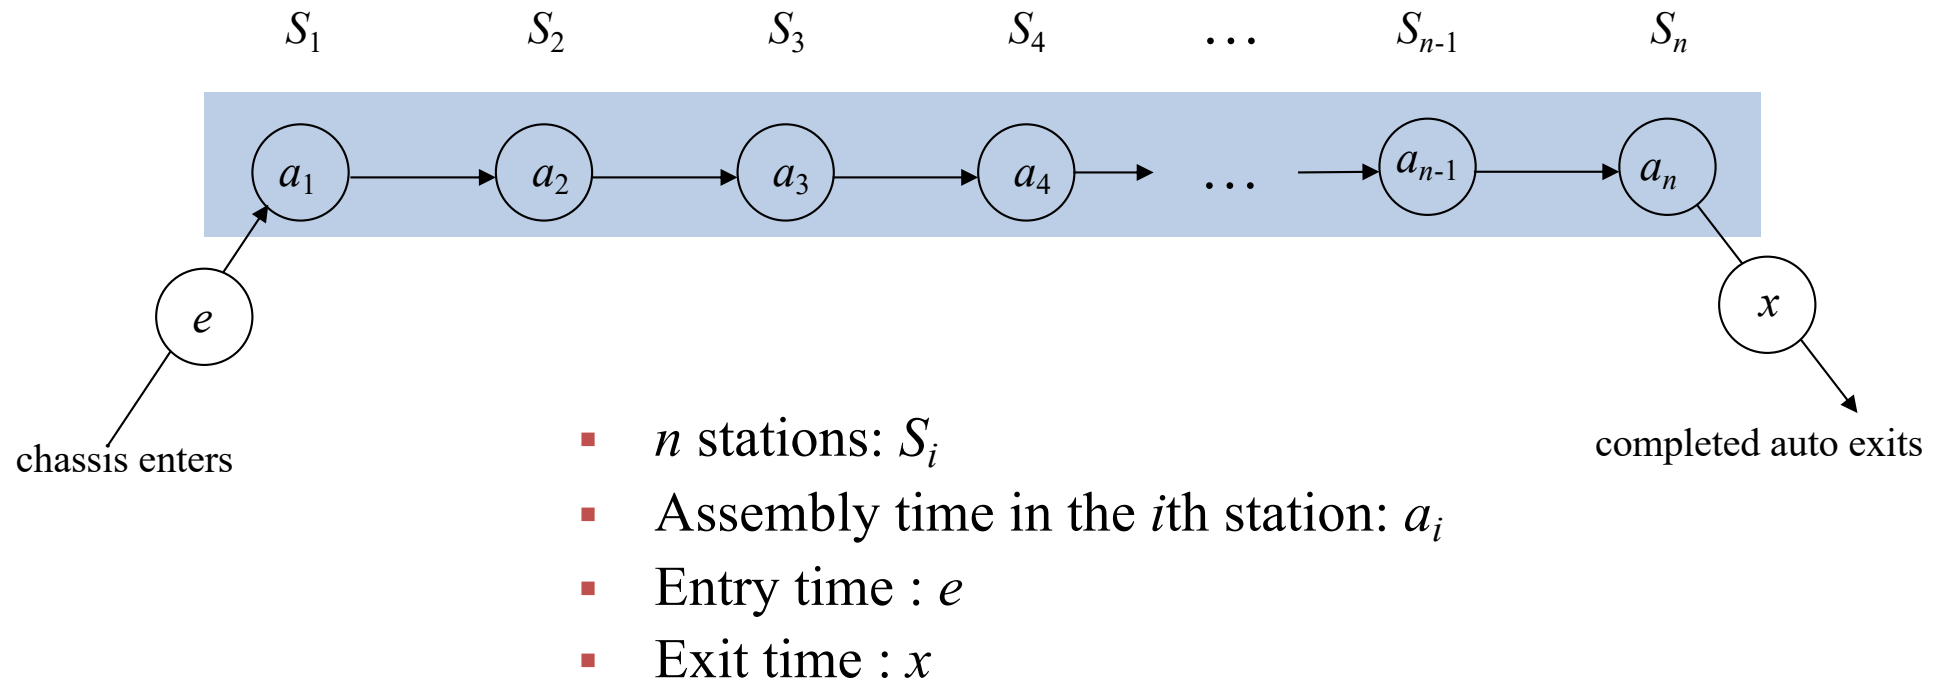 S1 S2 S3 S4 … Sn-1 Sn
a1 a2 a3 a4 … an-1 an
e x
chassis enters completed auto exits
▪ n stations: Si
▪ Assembly time in the ith station: ai
▪ Entry time : e
▪ Exit time : x